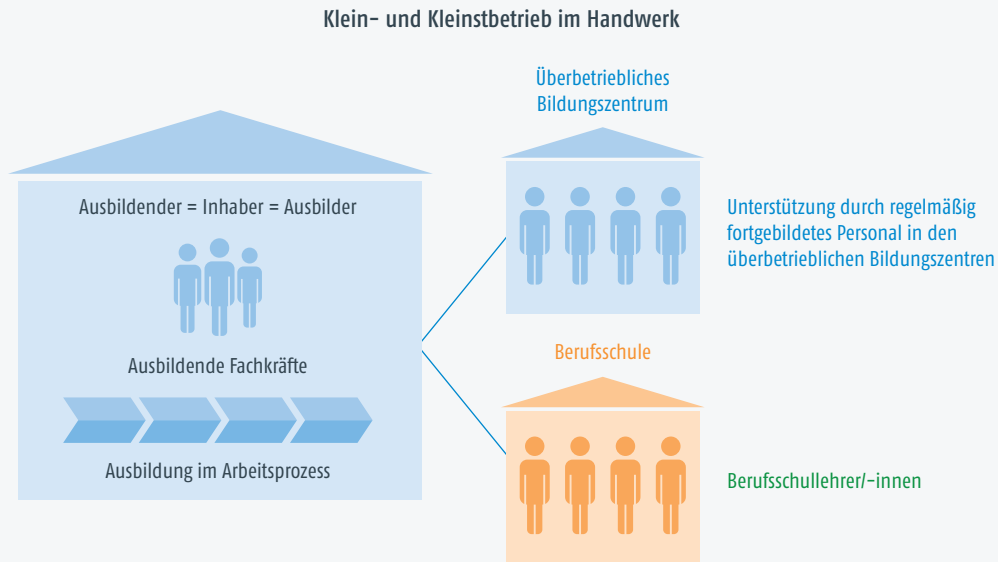 Klein- und Kleinstbetrieb im Handwerk
Überbetriebliches
Bildungszentrum
Ausbildender = Inhaber = Ausbilder
Unterstützung durch regelmäßig
fortgebildetes Personal in den
überbetrieblichen Bildungszentren
Ausbildende Fachkräfte
Berufsschule
Ausbildung im Arbeitsprozess
Berufsschullehrer/-innen